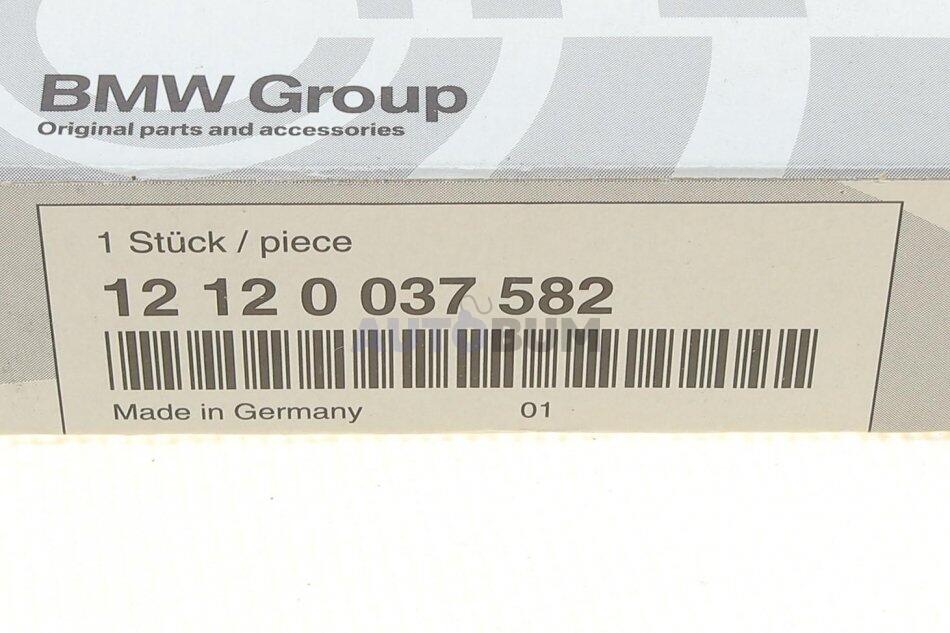 BMW Group
Original parts and accessories
1 Stück / piece
12 12 0 037 582
AUTOBUM
Made in Germany 01